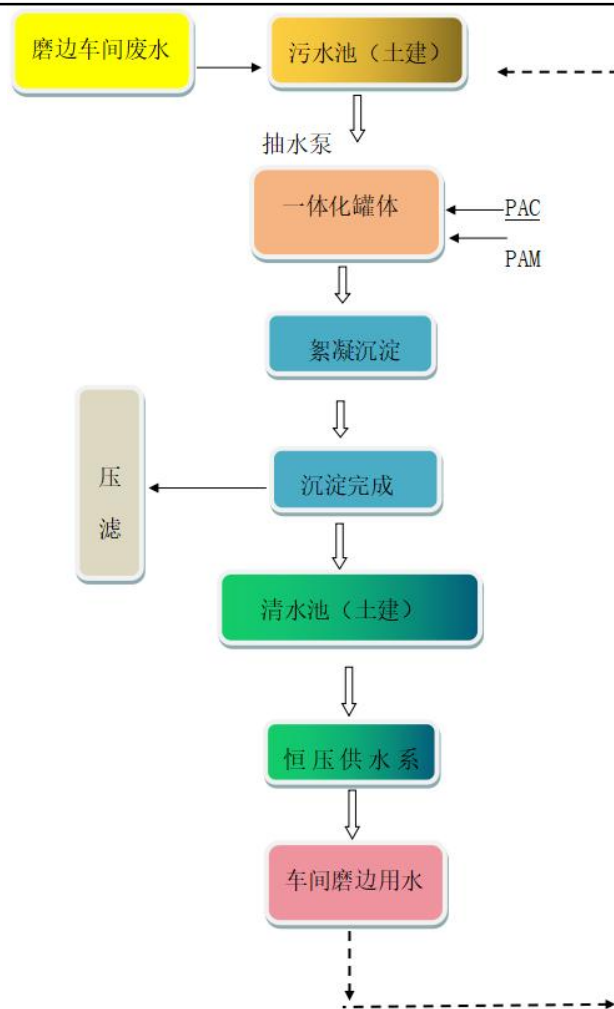 磨边车间废水
污水池（土建）
抽水泵
一体化罐体
PAC
PAM
絮凝沉淀
压
滤
沉淀完成
清水池（土建）
恒压供水系
车间磨边用水